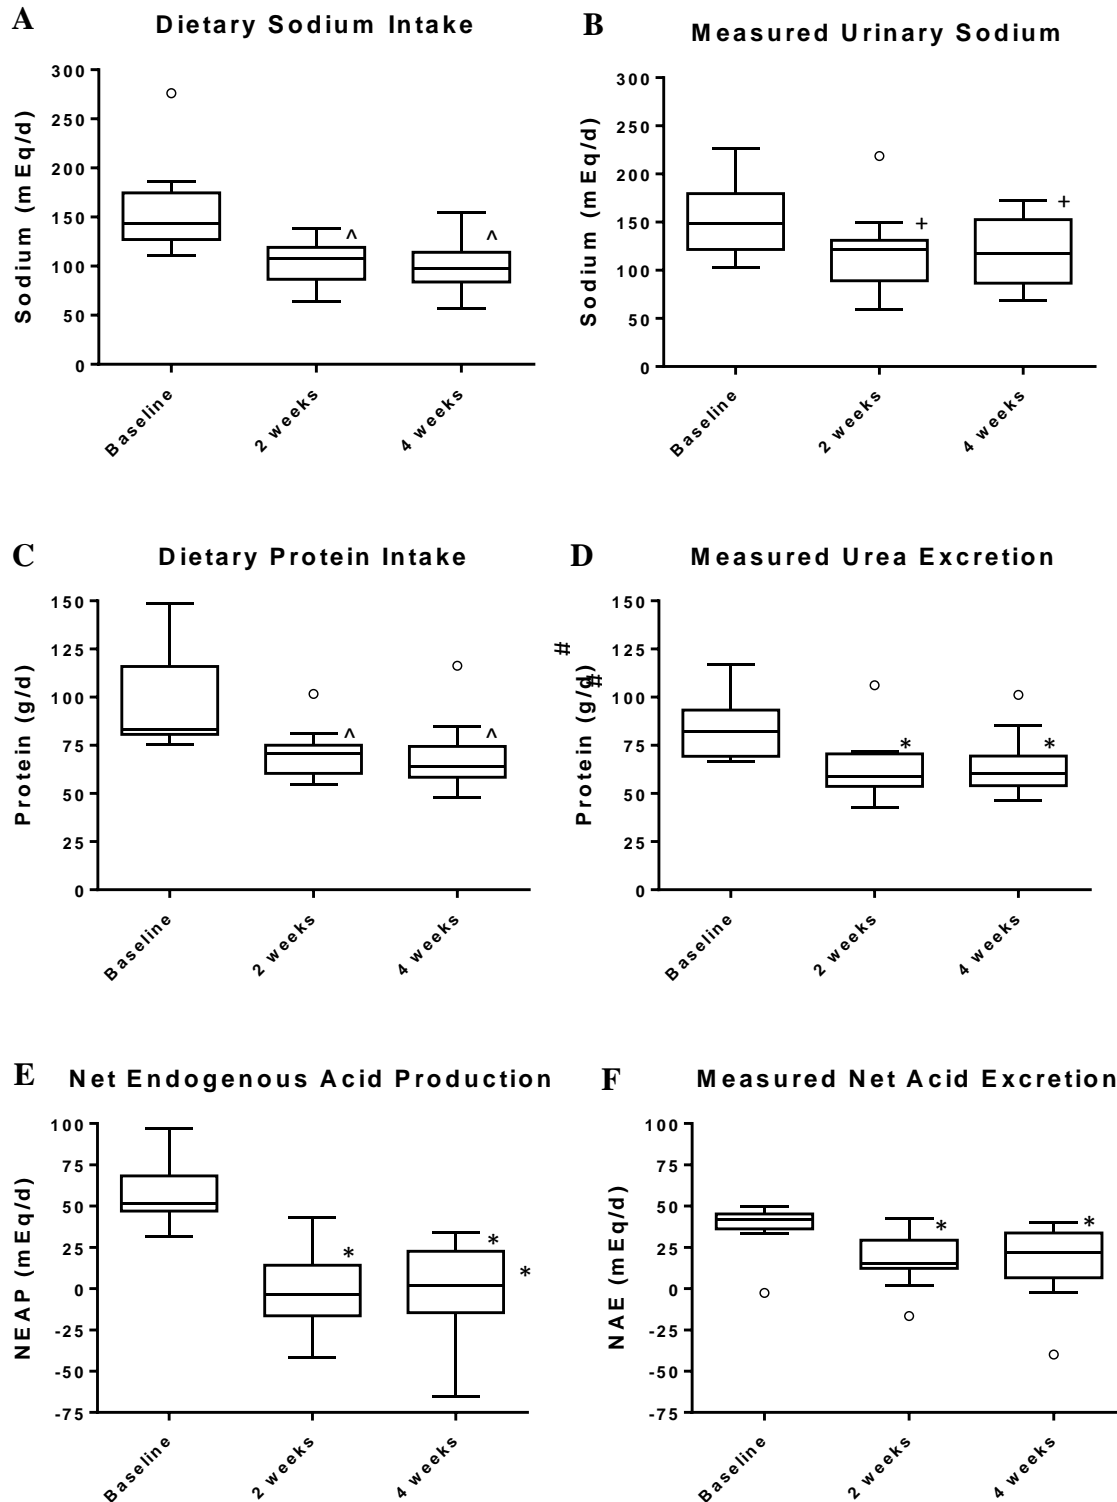 A
Dietary Sodium Intake
Sodium (mEq/d)
300
250
200
150
100
50
0
^
^
Baseline
2 weeks
4 weeks
B
Measured Urinary Sodium
Sodium (mEq/d)
300
250
200
150
100
50
0
+
+
Baseline
2 weeks
4 weeks
C
Dietary Protein Intake
Protein (g/d)
150
125
100
75
50
25
0
^
^
Baseline
2 weeks
4 weeks
D
Measured Urea Excretion
#
#
Protein (g/d)
150
125
100
75
50
25
0
*
*
Baseline
2 weeks
4 weeks
E
Net Endogenous Acid Production
NEAP (mEq/d)
100
75
50
25
0
-25
-50
-75
*
*
*
Baseline
2 weeks
4 weeks
F
Measured Net Acid Excretion
NAE (mEq/d)
100
75
50
25
0
-25
-50
-75
*
*
Baseline
2 weeks
4 weeks